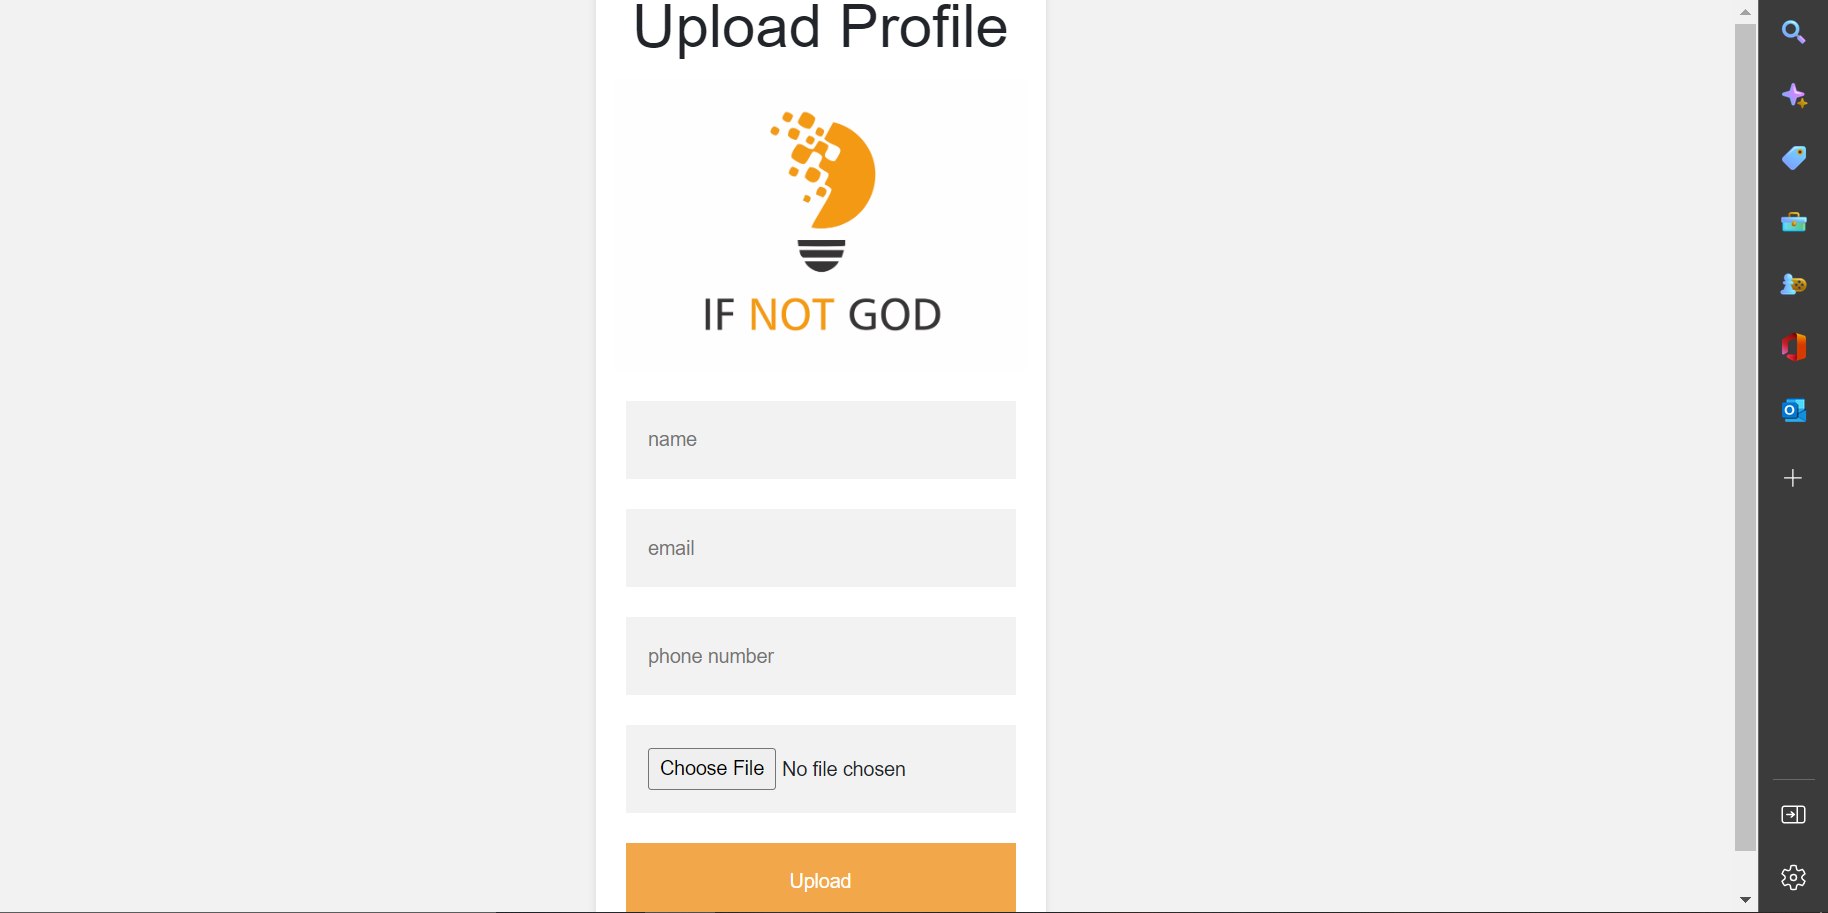 Upload Profile
IF NOT GOD
name
email
phone number
Choose File No file chosen
Upload